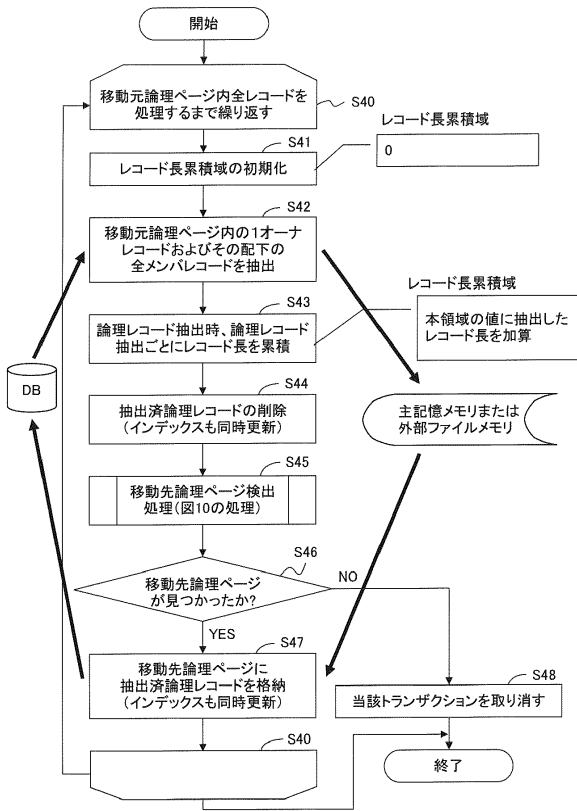 開始
移動元論理ページ内全レコードを
処理するまで繰り返す
S40
レコード長累積域
0
S41
レコード長累積域の初期化
S42
移動元論理ページ内の1オーナ
レコードおよびその配下の
全メンバレコードを抽出
レコード長累積域
本領域の値に抽出した
レコード長を加算
S43
論理レコード抽出時、論理レコード
抽出ごとにレコード長を累積
DB
S44
抽出済論理レコードの削除
(インデックスも同時更新)
主記憶メモリまたは
外部ファイルメモリ
S45
移動先論理ページ検出
処理(図10の処理)
S46
移動先論理ページ
が見つかったか?
NO
YES
S47
移動先論理ページに
抽出済論理レコードを格納
(インデックスも同時更新)
S48
当該トランザクションを取り消す
S40
終了